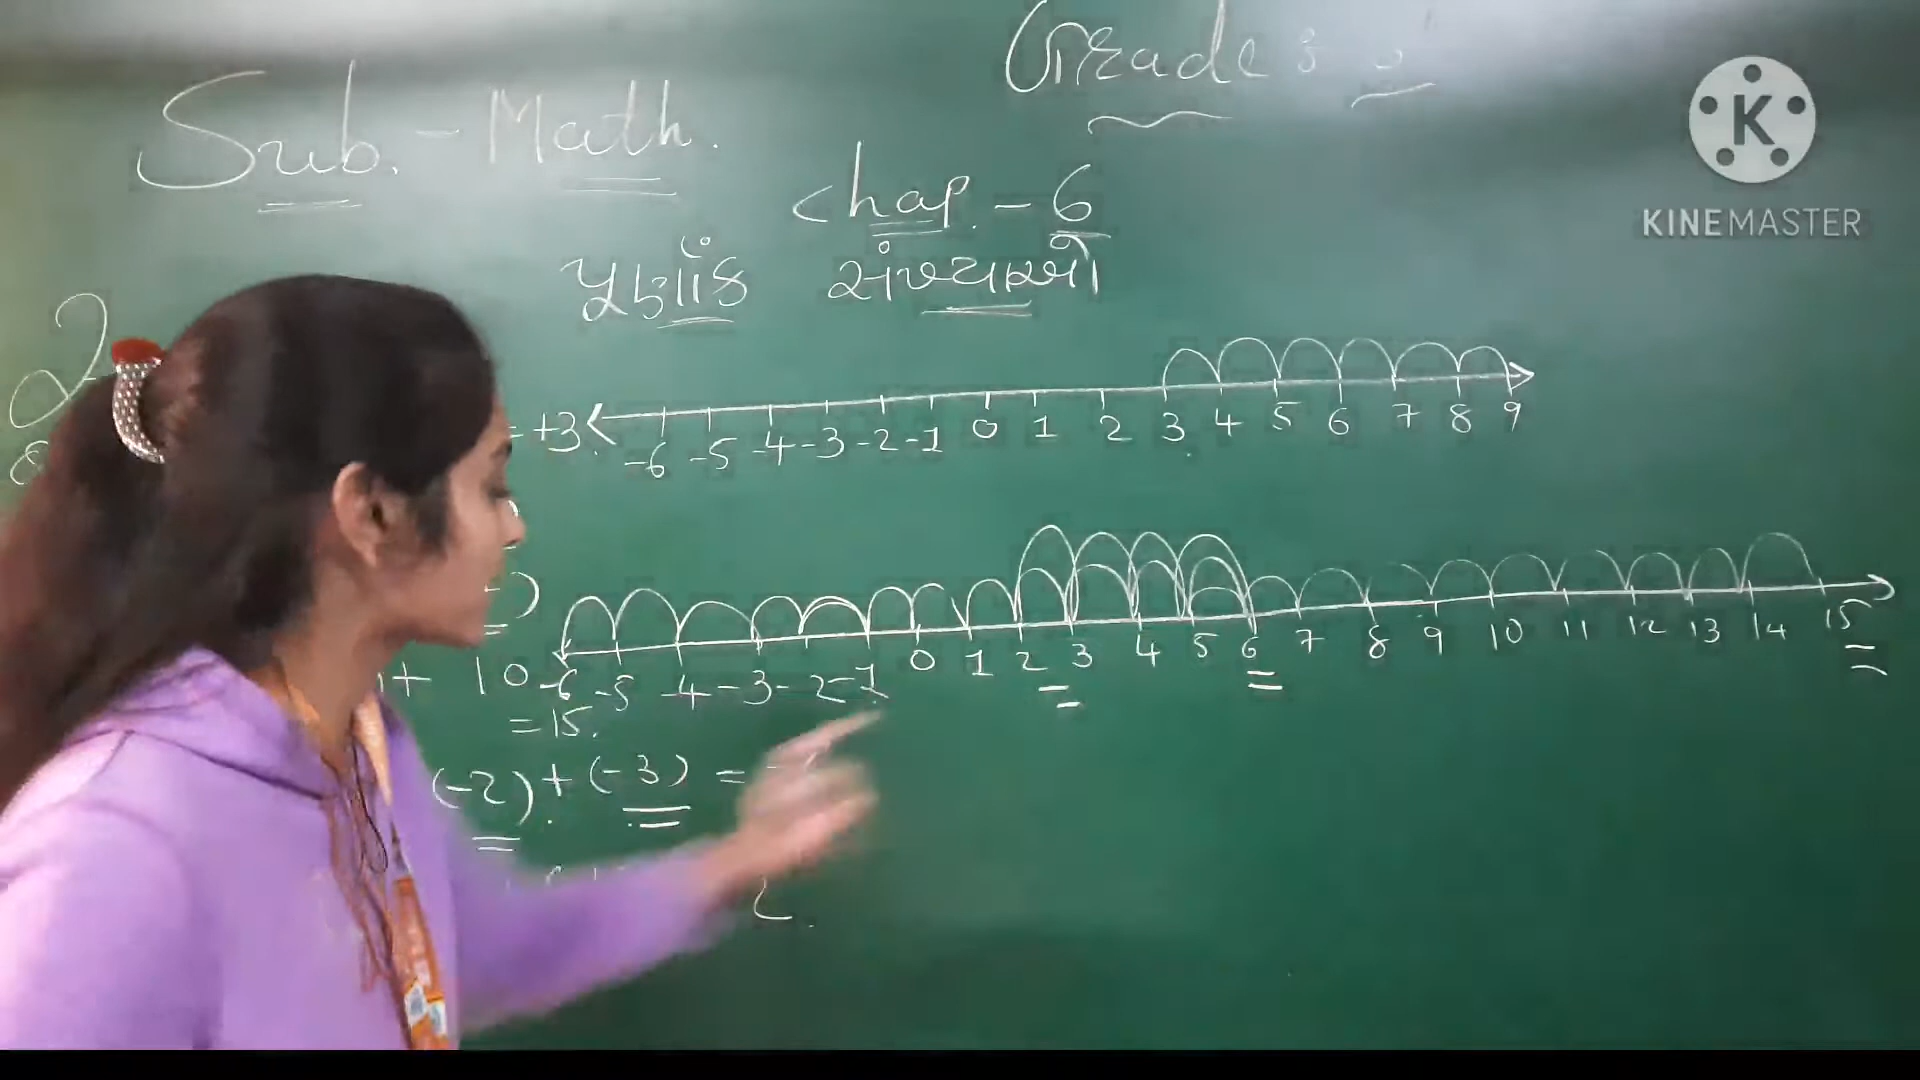 Sub. - Math.
Grade :
chap. - 6
પૂર્ણાંક સંખ્યાઓ
KINEMASTER
= +3
-6 -5 -4 -3 -2 -1 0 1 2 3 4 5 6 7 8 9
+ 10
-6 -5 -4 -3 -2 -1 0 1 2 3 4 5 6 7 8 9 10 11 12 13 14 15
= 15.
(-2) + (-3) =